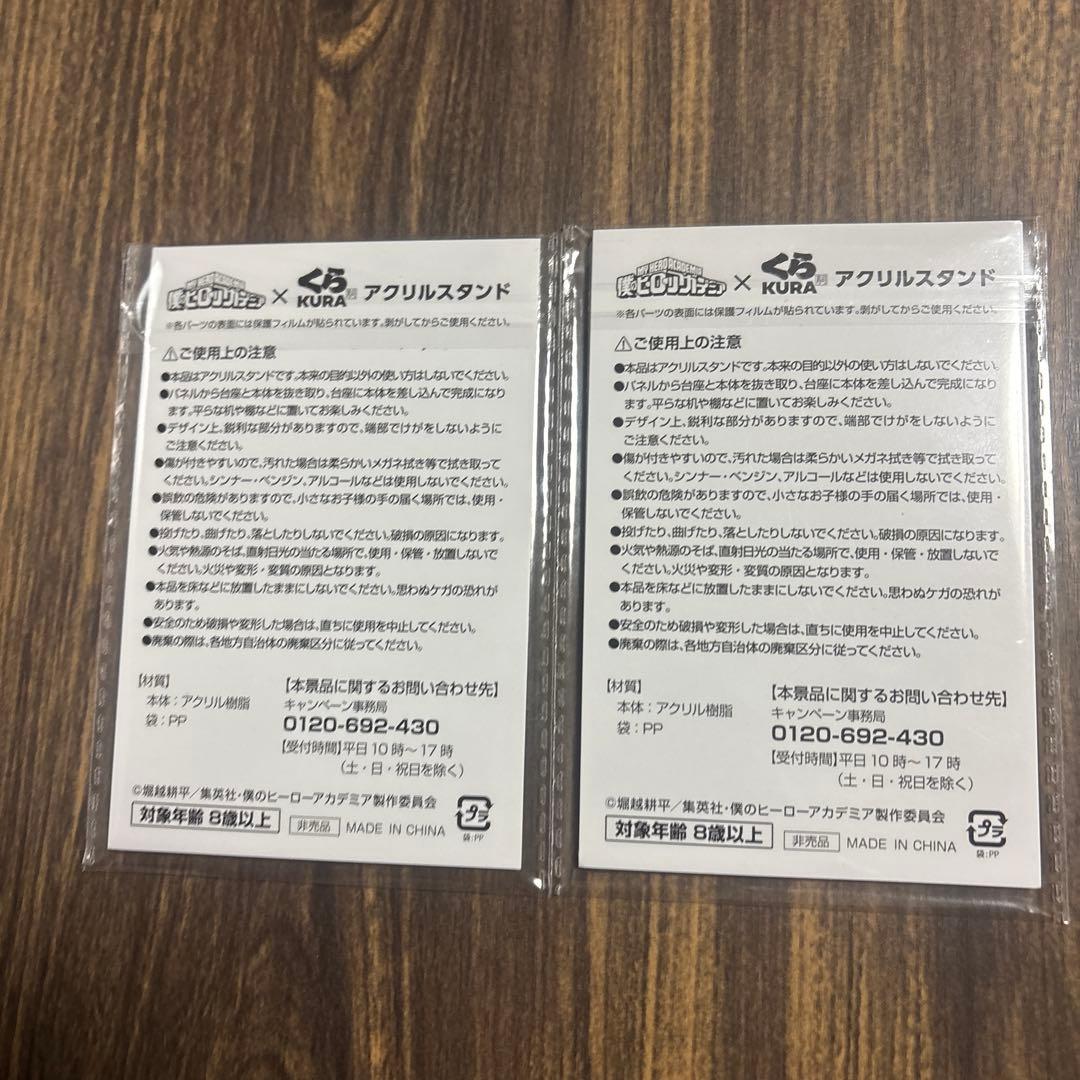 MY HERO ACADEMIA
僕のヒーローアカデミア × くら KURA アクリルスタンド
※各パーツの表面には保護フィルムが貼られています。剥がしてからご使用ください。
⚠ご使用上の注意
●本品はアクリルスタンドです。本来の目的以外の使い方はしないでください。
●パネルから台座と本体を抜き取り、台座に本体を差し込んで完成になり
ます。平らな机や棚などに置いてお楽しみください。
●デザイン上、鋭利な部分がありますので、端部でけがをしないように
ご注意ください。
●傷が付きやすいので、汚れた場合は柔らかいメガネ拭き等で拭き取って
ください。シンナー・ベンジン、アルコールなどは使用しないでください。
●誤飲の危険がありますので、小さなお子様の手の届く場所では、使用・
保管しないでください。
●投げたり、曲げたり、落としたりしないでください。破損の原因になります。
●火気や熱源のそば、直射日光の当たる場所で、使用・保管・放置しないで
ください。火災や変形・変質の原因となります。
●本品を床などに放置したままにしないでください。思わぬケガの恐れが
あります。
●安全のため破損や変形した場合は、直ちに使用を中止してください。
●廃棄の際は、各地方自治体の廃棄区分に従ってください。
【材質】
本体：アクリル樹脂
袋：PP
【本景品に関するお問い合わせ先】
キャンペーン事務局
0120-692-430
【受付時間】平日10時～17時
（土・日・祝日を除く）
©堀越耕平／集英社・僕のヒーローアカデミア製作委員会
対象年齢 8歳以上 非売品 MADE IN CHINA
プラ
袋:PP
MY HERO ACADEMIA
僕のヒーローアカデミア × くら KURA アクリルスタンド
※各パーツの表面には保護フィルムが貼られています。剥がしてからご使用ください。
⚠ご使用上の注意
●本品はアクリルスタンドです。本来の目的以外の使い方はしないでください。
●パネルから台座と本体を抜き取り、台座に本体を差し込んで完成になり
ます。平らな机や棚などに置いてお楽しみください。
●デザイン上、鋭利な部分がありますので、端部でけがをしないように
ご注意ください。
●傷が付きやすいので、汚れた場合は柔らかいメガネ拭き等で拭き取って
ください。シンナー・ベンジン、アルコールなどは使用しないでください。
●誤飲の危険がありますので、小さなお子様の手の届く場所では、使用・
保管しないでください。
●投げたり、曲げたり、落としたりしないでください。破損の原因になります。
●火気や熱源のそば、直射日光の当たる場所で、使用・保管・放置しないで
ください。火災や変形・変質の原因となります。
●本品を床などに放置したままにしないでください。思わぬケガの恐れが
あります。
●安全のため破損や変形した場合は、直ちに使用を中止してください。
●廃棄の際は、各地方自治体の廃棄区分に従ってください。
【材質】
本体：アクリル樹脂
袋：PP
【本景品に関するお問い合わせ先】
キャンペーン事務局
0120-692-430
【受付時間】平日10時～17時
（土・日・祝日を除く）
©堀越耕平／集英社・僕のヒーローアカデミア製作委員会
対象年齢 8歳以上 非売品 MADE IN CHINA
プラ
袋:PP